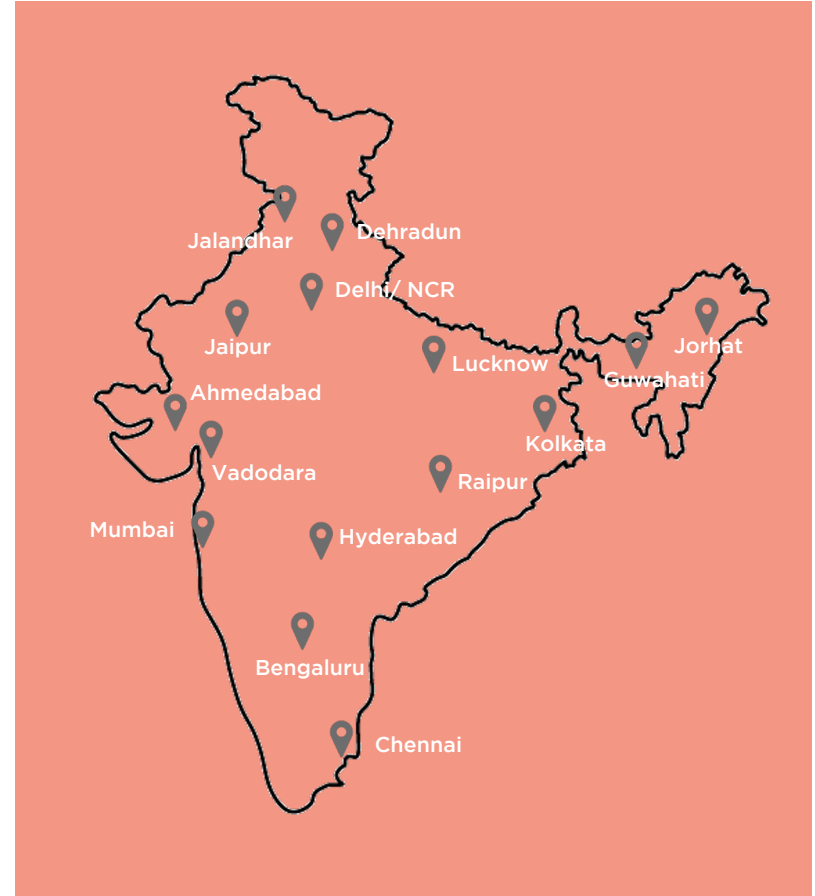 Dehradun
Jalandhar
Delhi/ NCR
Jaipur
Jorhat
Lucknow
Guwahati
Ahmedabad
Kolkata
Vadodara
Raipur
Mumbai
Hyderabad
Bengaluru
Chennai